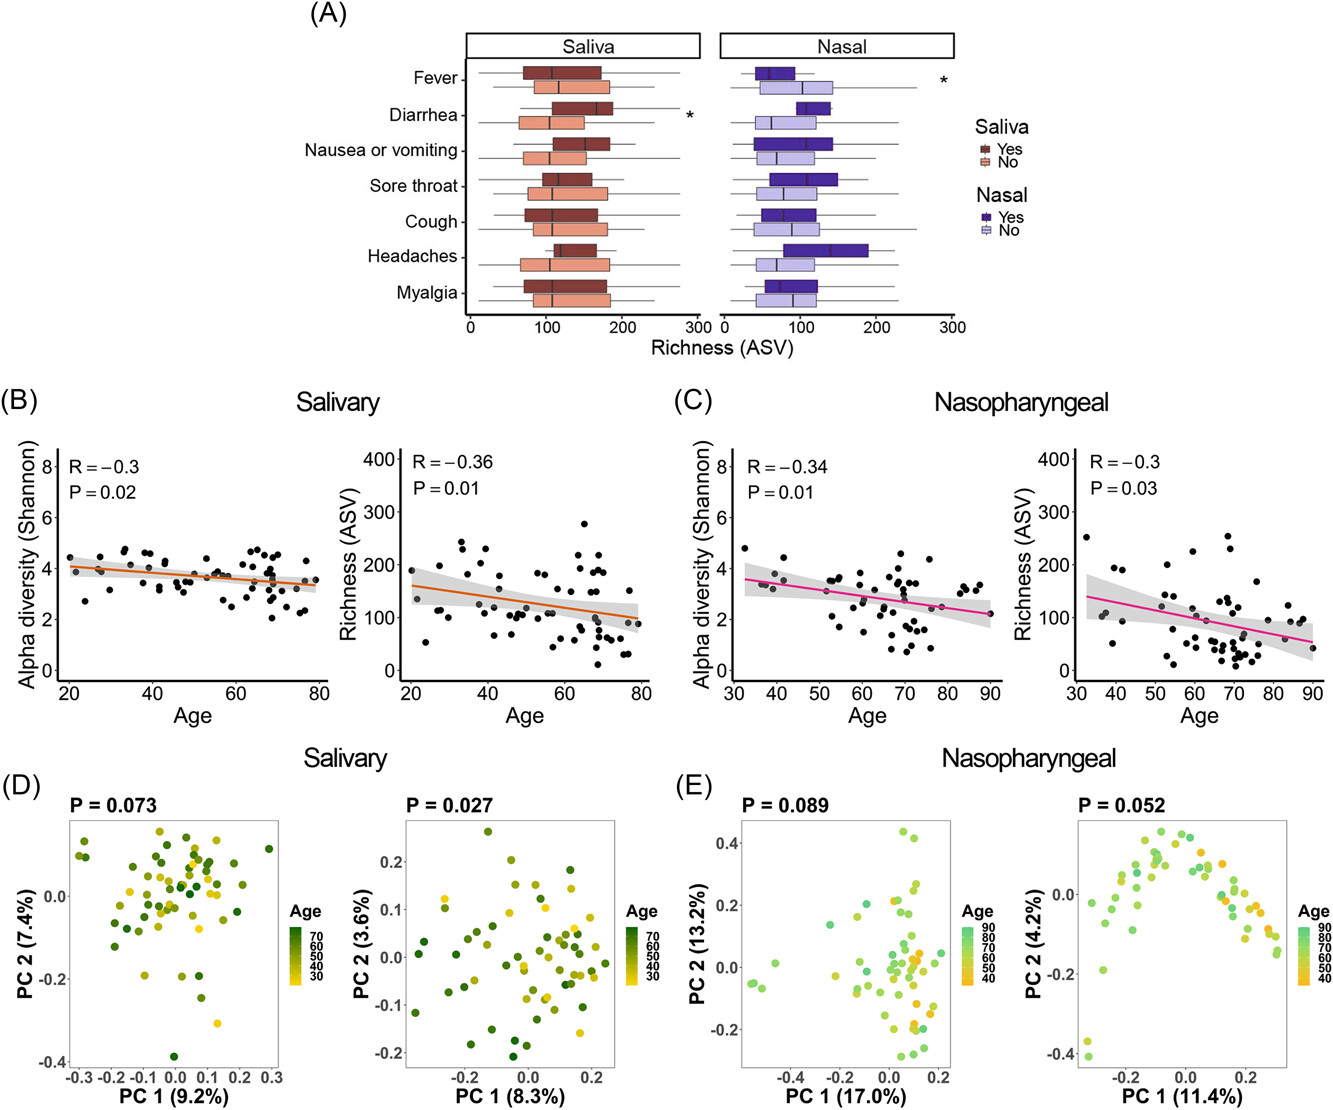 (A)
Saliva
Nasal
Fever
Diarrhea
Nausea or vomiting
Sore throat
Cough
Headaches
Myalgia
*
*
Saliva
Yes
No
Nasal
Yes
No
0 100 200 300 0 100 200 300
Richness (ASV)
(B) Salivary
(C) Nasopharyngeal
Alpha diversity (Shannon)
8
6
4
2
0
R = −0.3
P = 0.02
20 40 60 80
Age
Richness (ASV)
400
300
200
100
0
R = −0.36
P = 0.01
20 40 60 80
Age
Alpha diversity (Shannon)
8
6
4
2
0
R = −0.34
P = 0.01
30 40 50 60 70 80 90
Age
Richness (ASV)
400
300
200
100
0
R = −0.3
P = 0.03
30 40 50 60 70 80 90
Age
(D) Salivary
(E) Nasopharyngeal
P = 0.073
PC 2 (7.4%)
0.0
-0.2
-0.4
-0.3 -0.2 -0.1 0.0 0.1 0.2 0.3
PC 1 (9.2%)
Age
70
60
50
40
30
P = 0.027
PC 2 (3.6%)
0.2
0.1
0.0
-0.1
-0.2
-0.2 0.0 0.2
PC 1 (8.3%)
Age
70
60
50
40
30
P = 0.089
PC 2 (13.2%)
0.4
0.2
0.0
-0.2
-0.4 -0.2 0.0 0.2
PC 1 (17.0%)
Age
90
80
70
60
50
40
P = 0.052
PC 2 (4.2%)
0.0
-0.2
-0.4
-0.2 0.0 0.2
PC 1 (11.4%)
Age
90
80
70
60
50
40